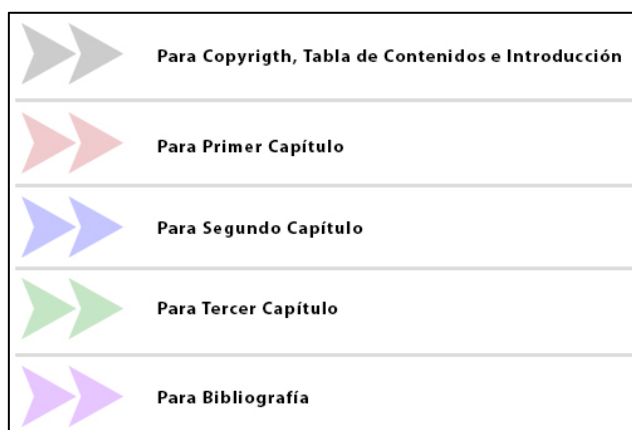 Para Copyrigth, Tabla de Contenidos e Introducción
Para Primer Capítulo
Para Segundo Capítulo
Para Tercer Capítulo
Para Bibliografía